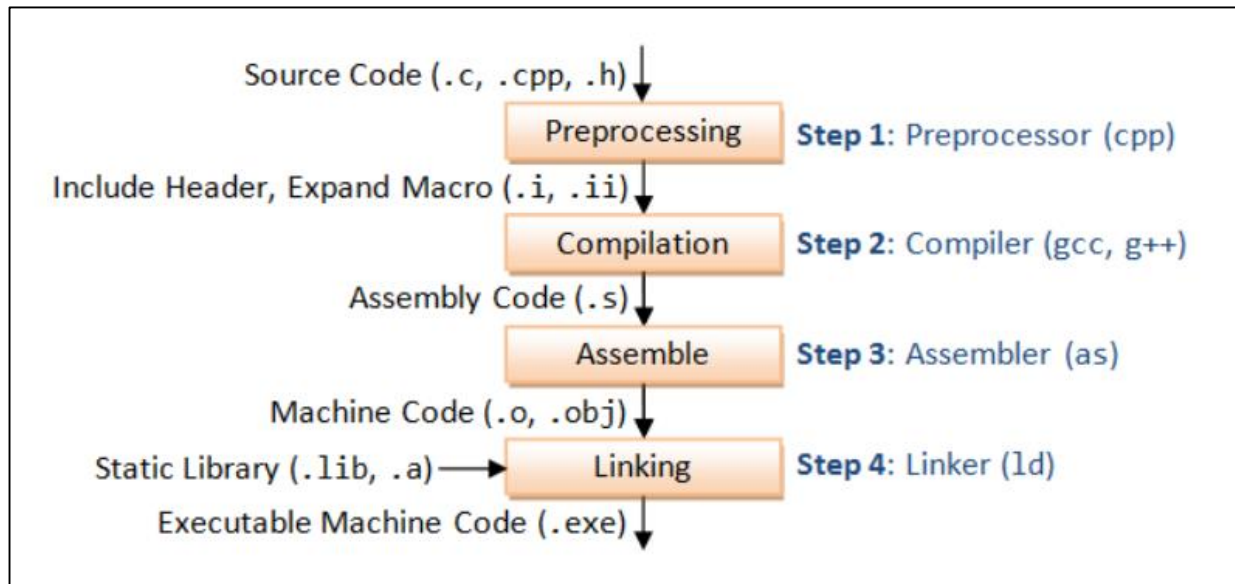 Source Code (.c, .cpp, .h)
Preprocessing
Step 1: Preprocessor (cpp)
Include Header, Expand Macro (.i, .ii)
Compilation
Step 2: Compiler (gcc, g++)
Assembly Code (.s)
Assemble
Step 3: Assembler (as)
Machine Code (.o, .obj)
Static Library (.lib, .a)
Linking
Step 4: Linker (ld)
Executable Machine Code (.exe)